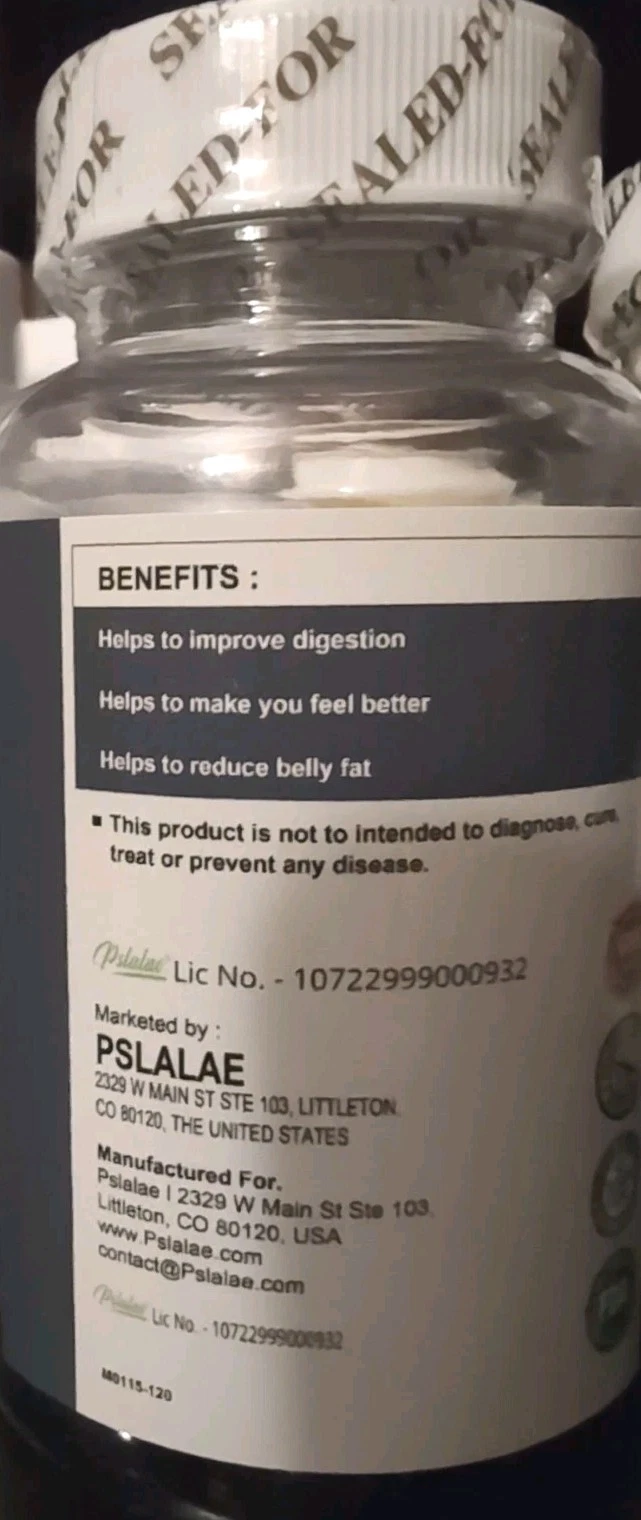 SEALED-FOR
SEALED-FOR
BENEFITS :
Helps to improve digestion
Helps to make you feel better
Helps to reduce belly fat
▪ This product is not to intended to diagnose, cure,
treat or prevent any disease.
Pslalae Lic No. - 10722999000932
Marketed by :
PSLALAE
2329 W MAIN ST STE 103, LITTLETON
CO 80120, THE UNITED STATES
Manufactured For.
Pslalae I 2329 W Main St Ste 103,
Littleton, CO 80120, USA
www.Pslalae.com
contact@Pslalae.com
Pslalae Lic No. - 10722999000932
M0115-120